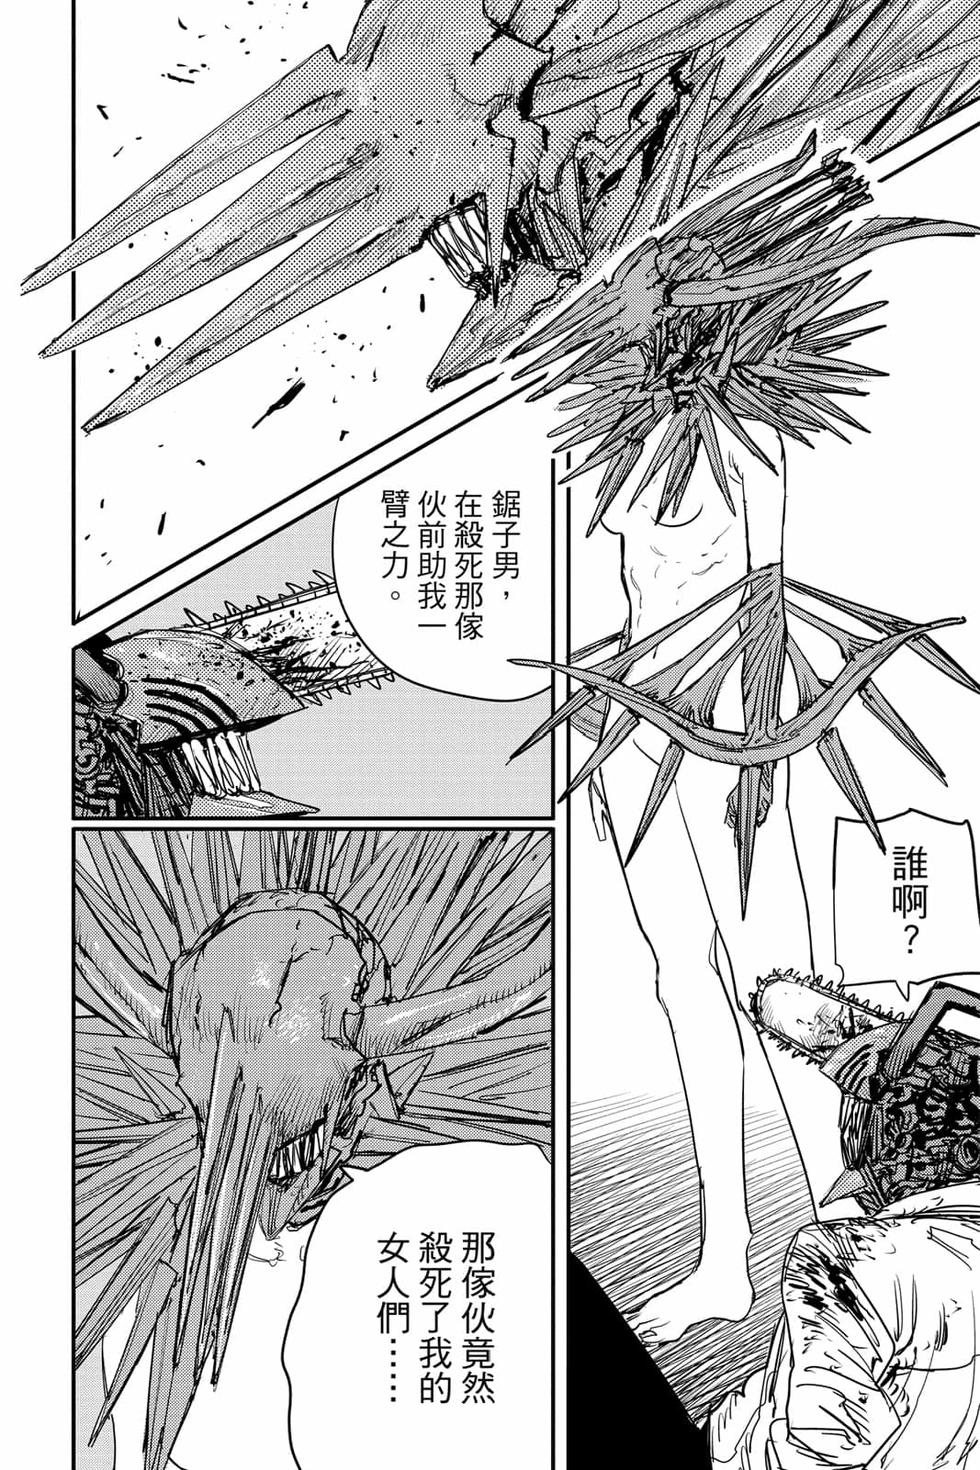 誰啊？
鋸子男，
在殺死那傢
伙前助我一
臂之力。
那傢伙竟然
殺死了我的
女人們……